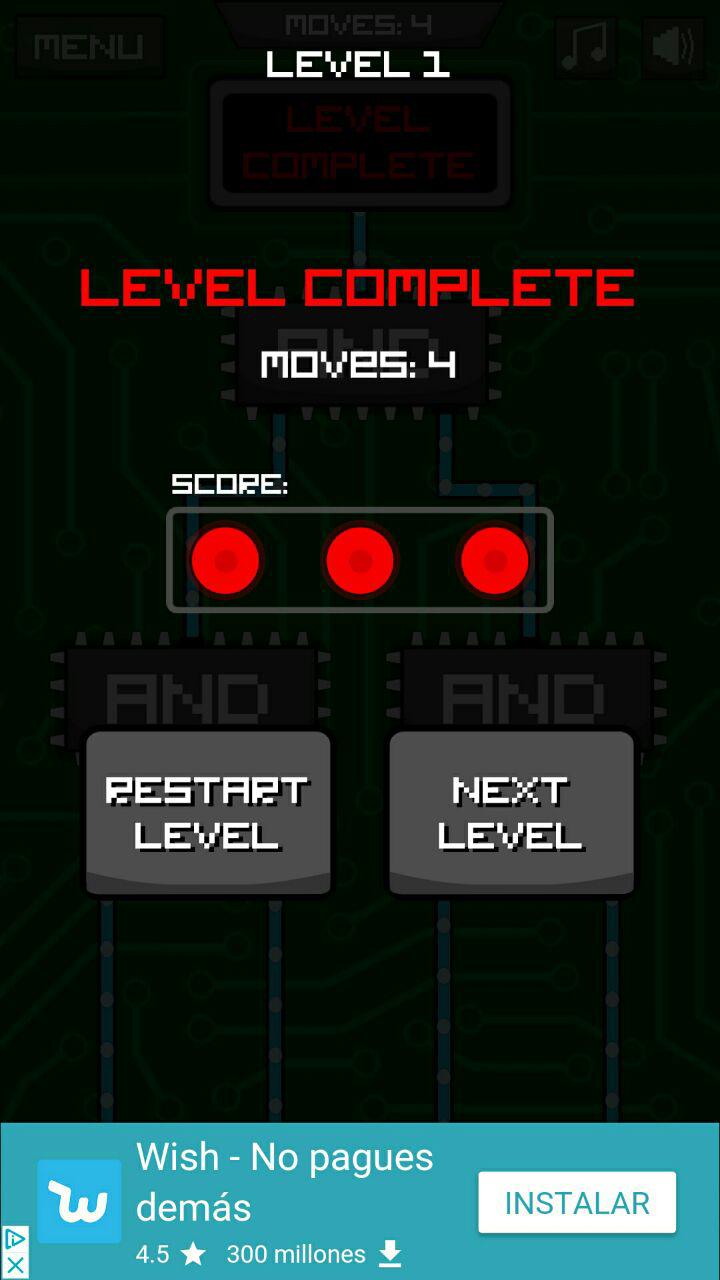 MOVES: 4
MENU
LEVEL 1
LEVEL
COMPLETE
LEVEL COMPLETE
AND
MOVES: 4
SCORE:
AND AND
RESTART
LEVEL
NEXT
LEVEL
Wish - No pagues
demás
INSTALAR
4.5 300 millones